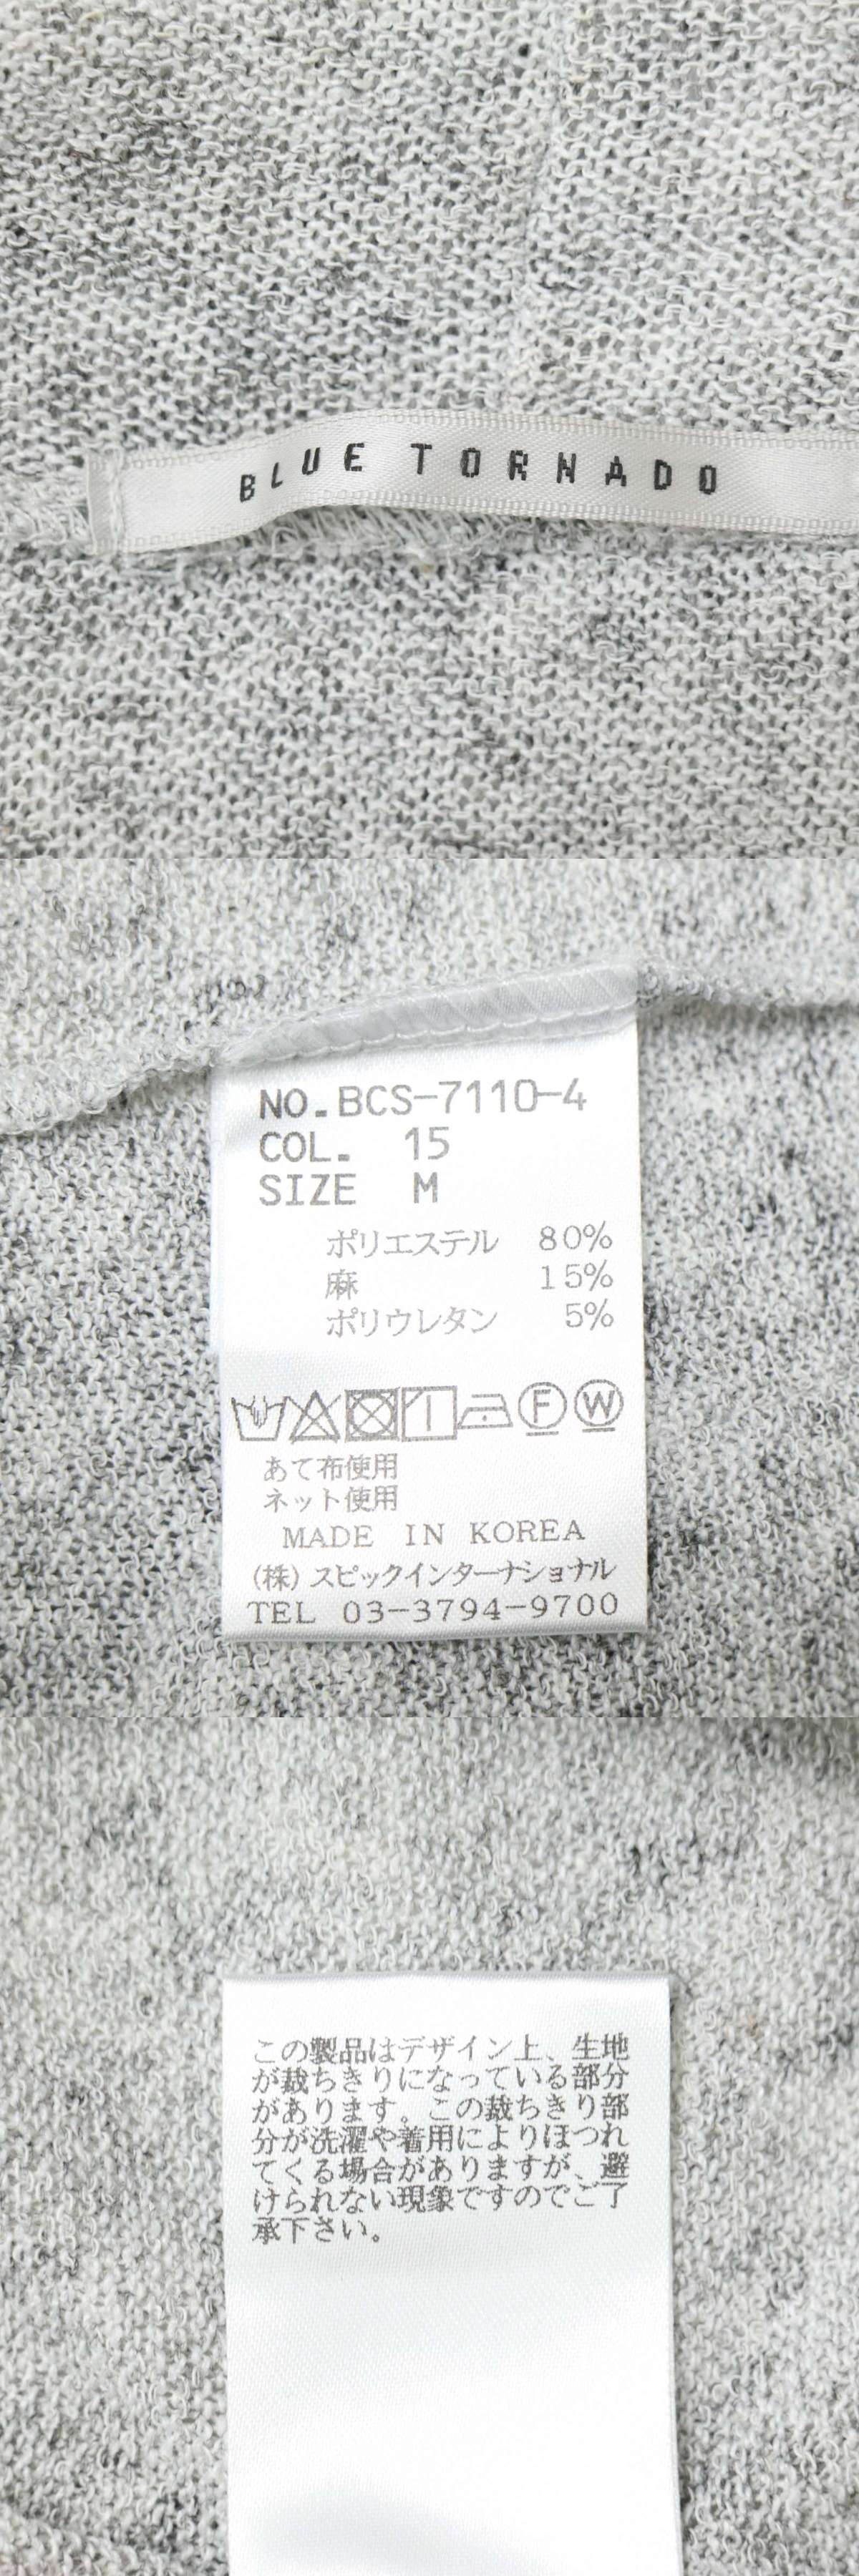 BLUE TORNADO
NO.BCS-7110-4
COL. 15
SIZE M
ポリエステル 80%
麻 15%
ポリウレタン 5%
F W
あて布使用
ネット使用
MADE IN KOREA
(株)スピックインターナショナル
TEL 03-3794-9700
この製品はデザイン上、生地
が裁ちきりになっている部分
があります。この裁ちきり部
分が洗濯や着用によりほつれ
てくる場合がありますが、避
けられない現象ですのでご了
承下さい。